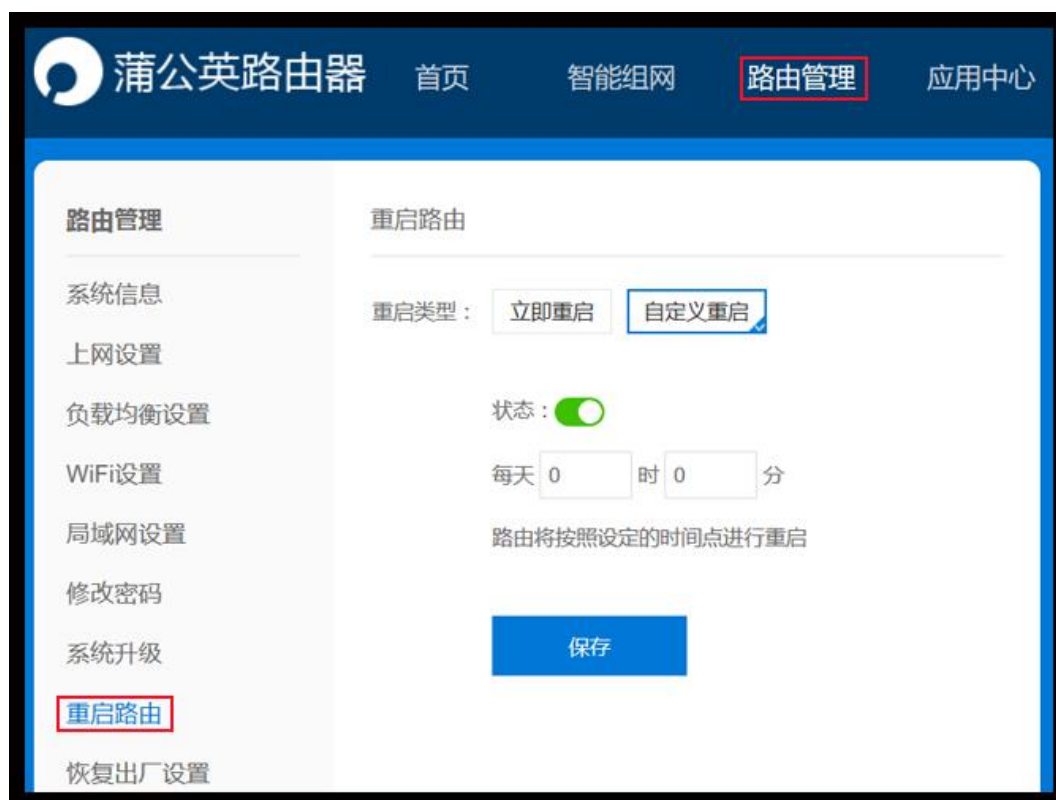 蒲公英路由器 首页 智能组网 路由管理 应用中心
路由管理
系统信息
上网设置
负载均衡设置
WiFi设置
局域网设置
修改密码
系统升级
重启路由
恢复出厂设置
重启路由
重启类型： 立即重启 自定义重启
状态：
每天 0 时 0 分
路由将按照设定的时间点进行重启
保存